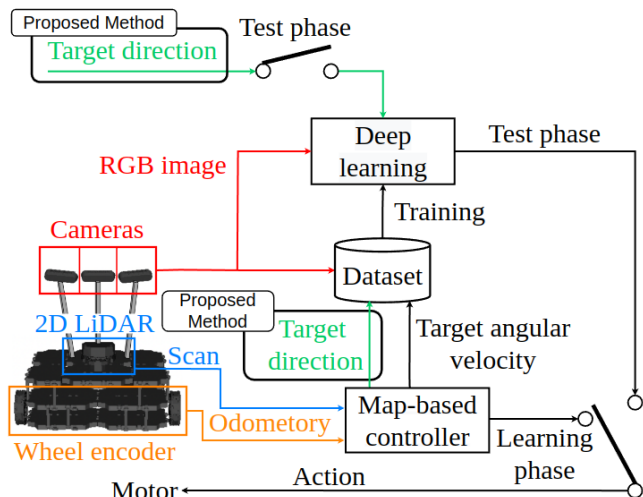 Proposed Method
Target direction
Test phase
Deep
learning
Test phase
RGB image
Training
Cameras
Dataset
Proposed
Method
2D LiDAR
Target
direction
Target angular
velocity
Scan
Map-based
controller
Odometory
Wheel encoder
Learning
phase
Action
Motor